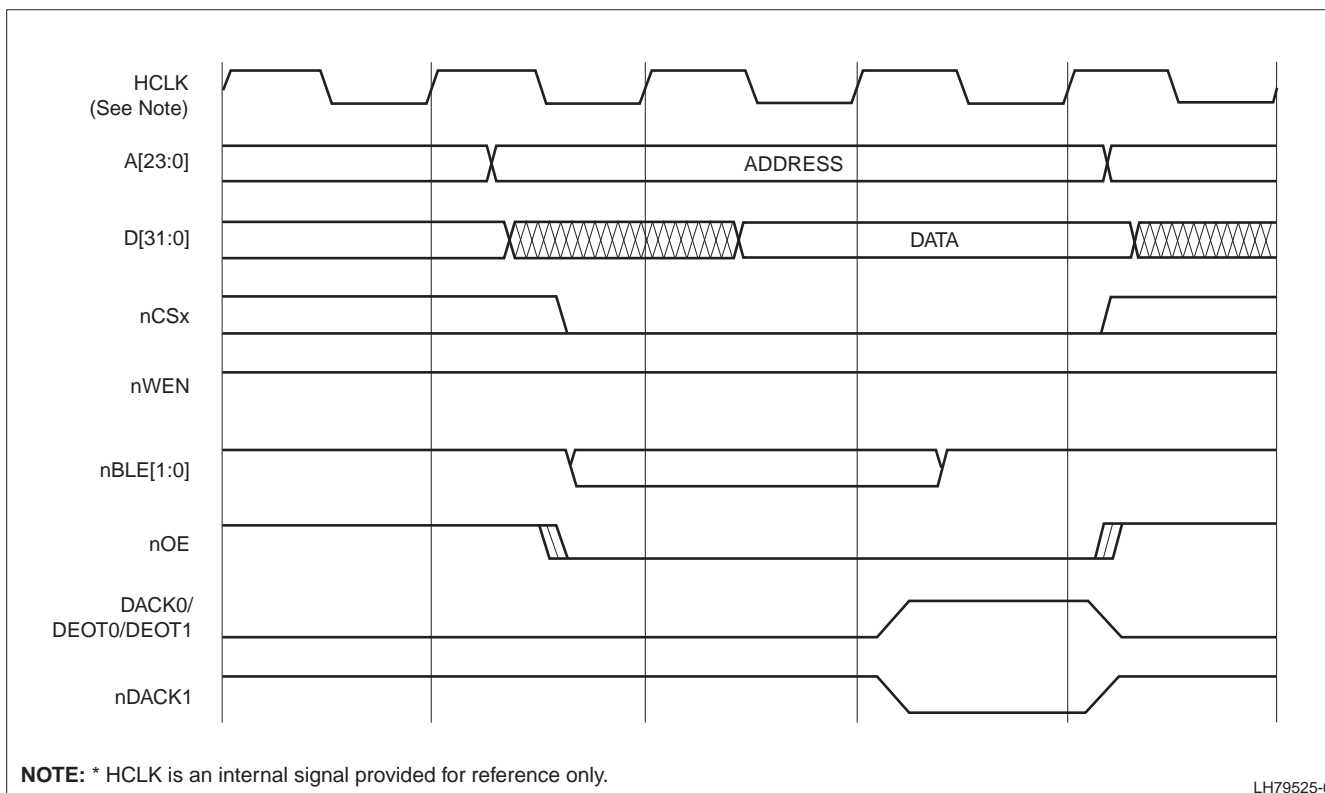 HCLK
(See Note)
A[23:0]
ADDRESS
D[31:0]
DATA
nCSx
nWEN
nBLE[1:0]
nOE
DACK0/
DEOT0/DEOT1
nDACK1
NOTE: * HCLK is an internal signal provided for reference only.